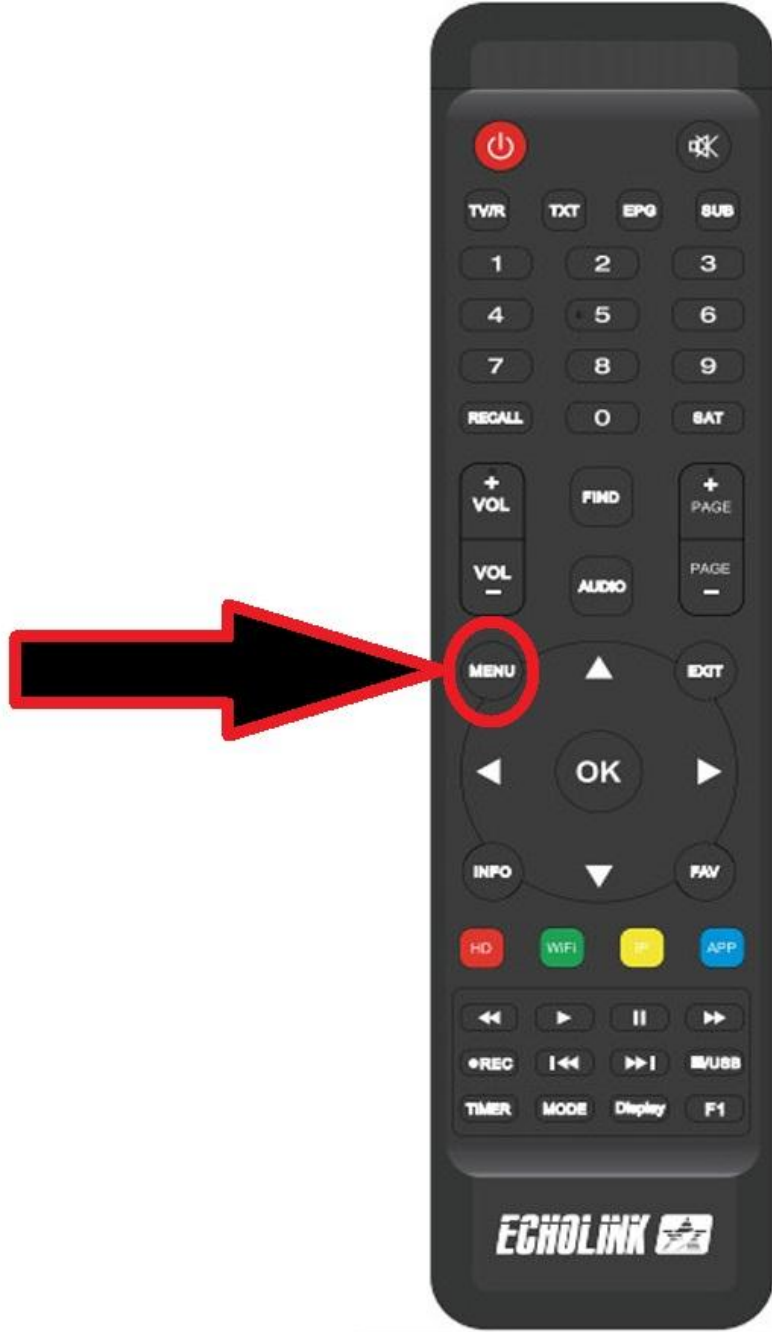 TV/R TXT EPG SUB
1 2 3
4 5 6
7 8 9
RECALL 0 SAT
+ VOL FIND + PAGE
VOL - AUDIO PAGE -
MENU EXIT
OK
INFO FAV
HD WiFi IP APP
REC /USB
TIMER MODE Display F1
ECHOLINK